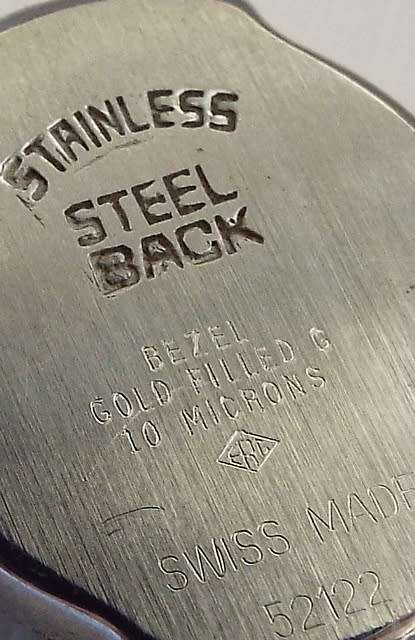 STAINLESS
STEEL
BACK
BEZEL
GOLD FILLED G
10 MICRONS
SWISS MADE
52122